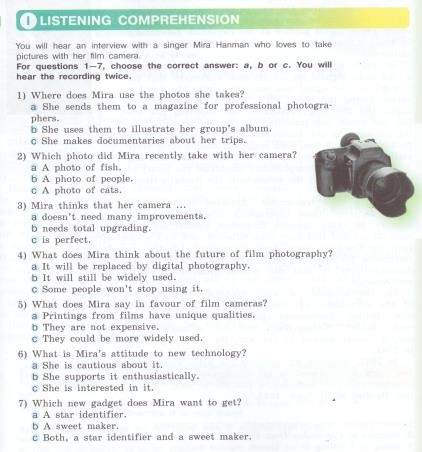 I LISTENING COMPREHENSION
You will hear an interview with a singer Mira Hanman who loves to take
pictures with her film camera.
For questions 1–7, choose the correct answer: a, b or c. You will
hear the recording twice.
1) Where does Mira use the photos she takes?
a She sends them to a magazine for professional photogra-
phers.
b She uses them to illustrate her group's album.
c She makes documentaries about her trips.
2) Which photo did Mira recently take with her camera?
a A photo of fish.
b A photo of people.
c A photo of cats.
3) Mira thinks that her camera ...
a doesn't need many improvements.
b needs total upgrading.
c is perfect.
4) What does Mira think about the future of film photography?
a It will be replaced by digital photography.
b It will still be widely used.
c Some people won't stop using it.
5) What does Mira say in favour of film cameras?
a Printings from films have unique qualities.
b They are not expensive.
c They could be more widely used.
6) What is Mira's attitude to new technology?
a She is cautious about it.
b She supports it enthusiastically.
c She is interested in it.
7) Which new gadget does Mira want to get?
a A star identifier.
b A sweet maker.
c Both, a star identifier and a sweet maker.